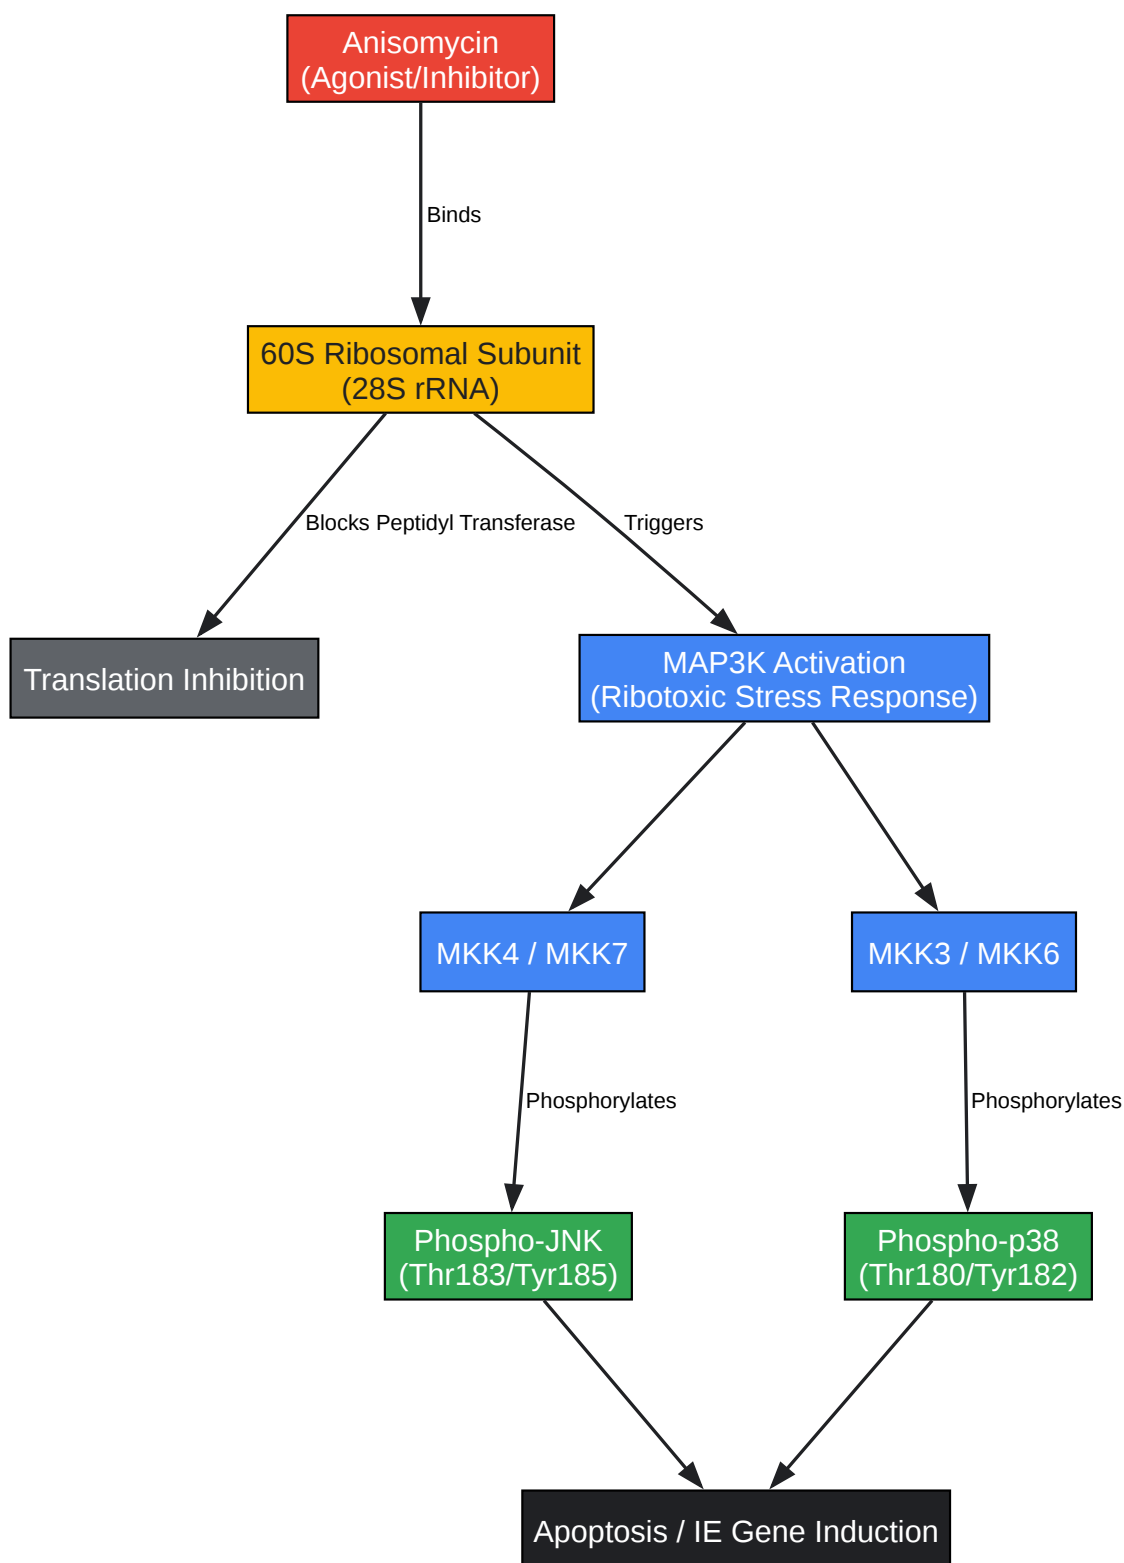 Anisomycin
(Agonist/Inhibitor)
Binds
60S Ribosomal Subunit
(28S rRNA)
Blocks Peptidyl Transferase
Triggers
Translation Inhibition
MAP3K Activation
(Ribotoxic Stress Response)
MKK4 / MKK7
MKK3 / MKK6
Phosphorylates
Phosphorylates
Phospho-JNK
(Thr183/Tyr185)
Phospho-p38
(Thr180/Tyr182)
Apoptosis / IE Gene Induction